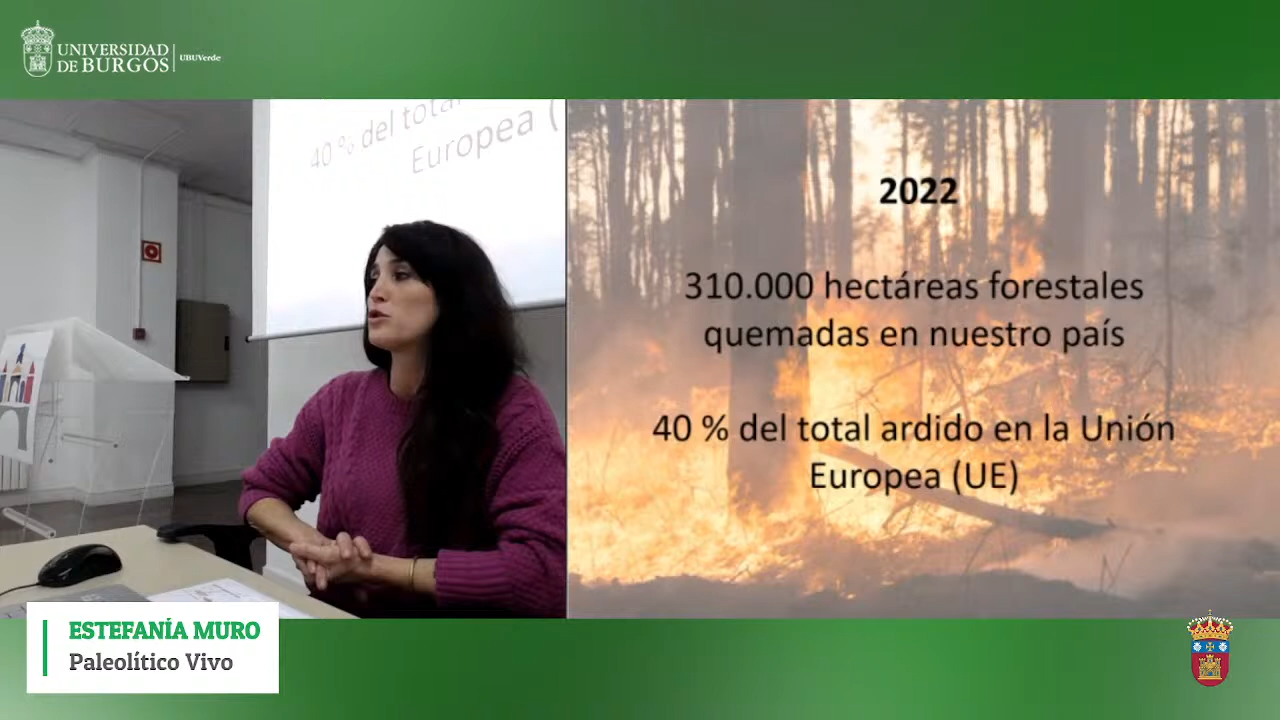 UNIVERSIDAD
DE BURGOS
UBUVerde
40 % del total
Europea (
2022
310.000 hectáreas forestales
quemadas en nuestro país
40 % del total ardido en la Unión
Europea (UE)
ESTEFANÍA MURO
Paleolítico Vivo